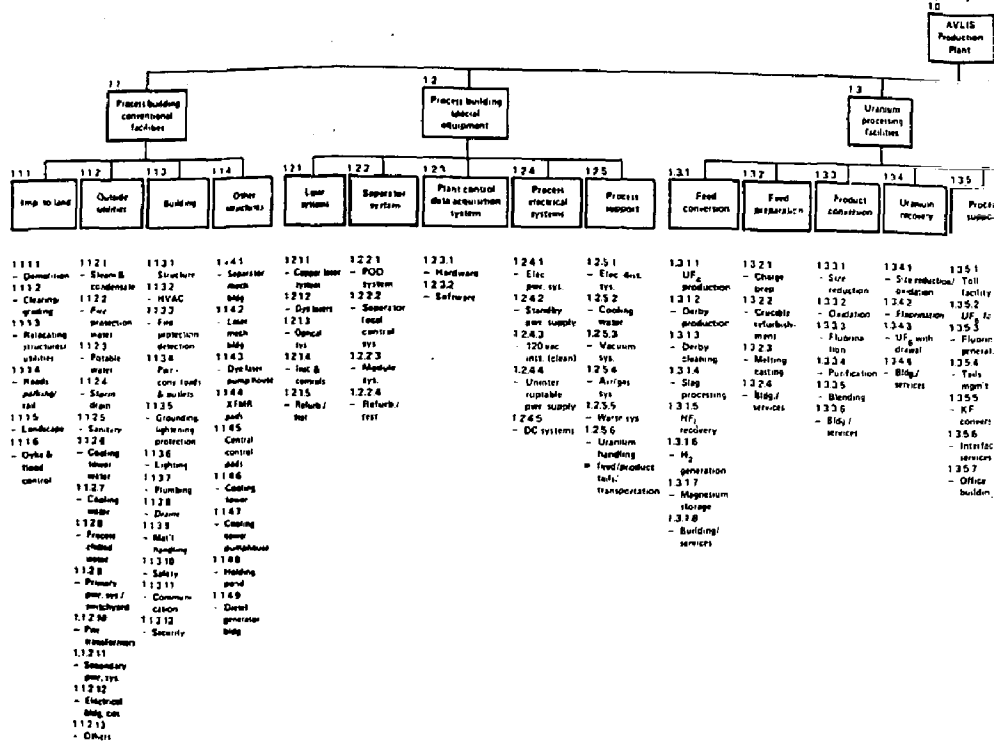 1.0
AVLIS
Production
Plant
1.1
Process building
conventional
facilities
1.2
Process building
special
equipment
1.3
Uranium
processing
facilities
1.1.1
Imp. to land
1.1.2
Outside
utilities
1.1.3
Building
1.1.4
Other
structures
1.2.1
Laser
systems
1.2.2
Separator
system
1.2.3
Plant control
data acquisition
system
1.2.4
Process
electrical
systems
1.2.5
Process
support
1.3.1
Feed
conversion
1.3.2
Feed
preparation
1.3.3
Product
conversion
1.3.4
Uranium
recovery
1.3.5
1.1.1.1
- Demolition
1.1.1.2
- Clearing/
grading
1.1.1.3
- Relocating
structures/
utilities
1.1.1.4
- Roads
parking/
rail
1.1.1.5
- Landscape
1.1.1.6
- Dyke &
flood
control
1.1.2.1
- Steam &
condensate
1.1.2.2
- Fire
protection
water
1.1.2.3
- Potable
water
1.1.2.4
- Storm
drain
1.1.2.5
- Sanitary
1.1.2.6
- Cooling
tower
water
1.1.2.7
- Cooling
water
1.1.2.8
- Process
chilled
water
1.1.2.9
- Primary
pwr. sys /
switchyard
1.1.2.10
- Pwr
transformers
1.1.2.11
- Secondary
pwr. sys.
1.1.2.12
- Electrical
bldg.
1.1.2.13
- Others
1.1.3.1
Structure
1.1.3.2
- HVAC
1.1.3.3
- Fire
protection
detection
1.1.3.4
Pwr -
conv. loads
& outlets
1.1.3.5
- Grounding,
lightening
protection
1.1.3.6
- Lighting
1.1.3.7
- Plumbing
1.1.3.8
- Drains
1.1.3.9
- Mat'l
handling
1.1.3.10
- Safety
1.1.3.11
- Communi
cation
1.1.3.12
- Security
1.1.4.1
- Separator
mech
bldg
1.1.4.2
- Laser
mech
bldg
1.1.4.3
- Dye laser
pump house
1.1.4.4
XFMR
pads
1.1.4.5
Central
control
pads
1.1.4.6
- Cooling
tower
1.1.4.7
- Cooling
tower
pumphouse
1.1.4.8
- Holding
pond
1.1.4.9
- Diesel
generator
bldg
1.2.1.1
- Copper laser
system
1.2.1.2
- Dye lasers
1.2.1.3
- Optical
sys
1.2.1.4
- Inst &
controls
1.2.1.5
- Refurb/
test
1.2.2.1
- POD
system
1.2.2.2
- Separator
local
control
sys
1.2.2.3
- Module
sys.
1.2.2.4
- Refurb/
test
1.2.3.1
- Hardware
1.2.3.2
- Software
1.2.4.1
- Elec
pwr. sys.
1.2.4.2
- Standby
pwr supply
1.2.4.3
- 120 vac
inst. (clean)
1.2.4.4
- Uninter
ruptable
pwr supply
1.2.4.5
- DC systems
1.2.5.1
- Elec dist.
sys.
1.2.5.2
- Cooling
water
1.2.5.3
- Vacuum
sys.
1.2.5.4
- Air/gas
sys
1.2.5.5
- Waste sys
1.2.5.6
- Uranium
handling
feed/product
tails/
transportation
1.3.1.1
UF6
production
1.3.1.2
- Derby
production
1.3.1.3
- Derby
cleaning
1.3.1.4
- Slag
processing
1.3.1.5
recovery
1.3.1.6
- H2
generation
1.3.1.7
- Magnesium
storage
1.3.1.8
- Building/
services
1.3.2.1
- Charge
prep
1.3.2.2
- Crucible
refurbish-
ment
1.3.2.3
- Melting
casting
1.3.2.4
- Bldg./
services
1.3.3.1
- Size
reduction
1.3.3.2
- Oxidation
1.3.3.3
- Fluorina
tion
1.3.3.4
- Purification
1.3.3.5
- Blending
1.3.3.6
- Bldg /
services
1.3.4.1
- Size reduction/
oxidation
1.3.4.2
- Fluorination
1.3.4.3
- UF6 with
drawal
1.3.4.4
- Bldg./
services
1.3.5.1
- Toll
facility
1.3.5.2
UF6
1.3.5.3
1.3.5.4
- Tails
mgm't
1.3.5.5
- KF
1.3.5.6
services
1.3.5.7
- Office